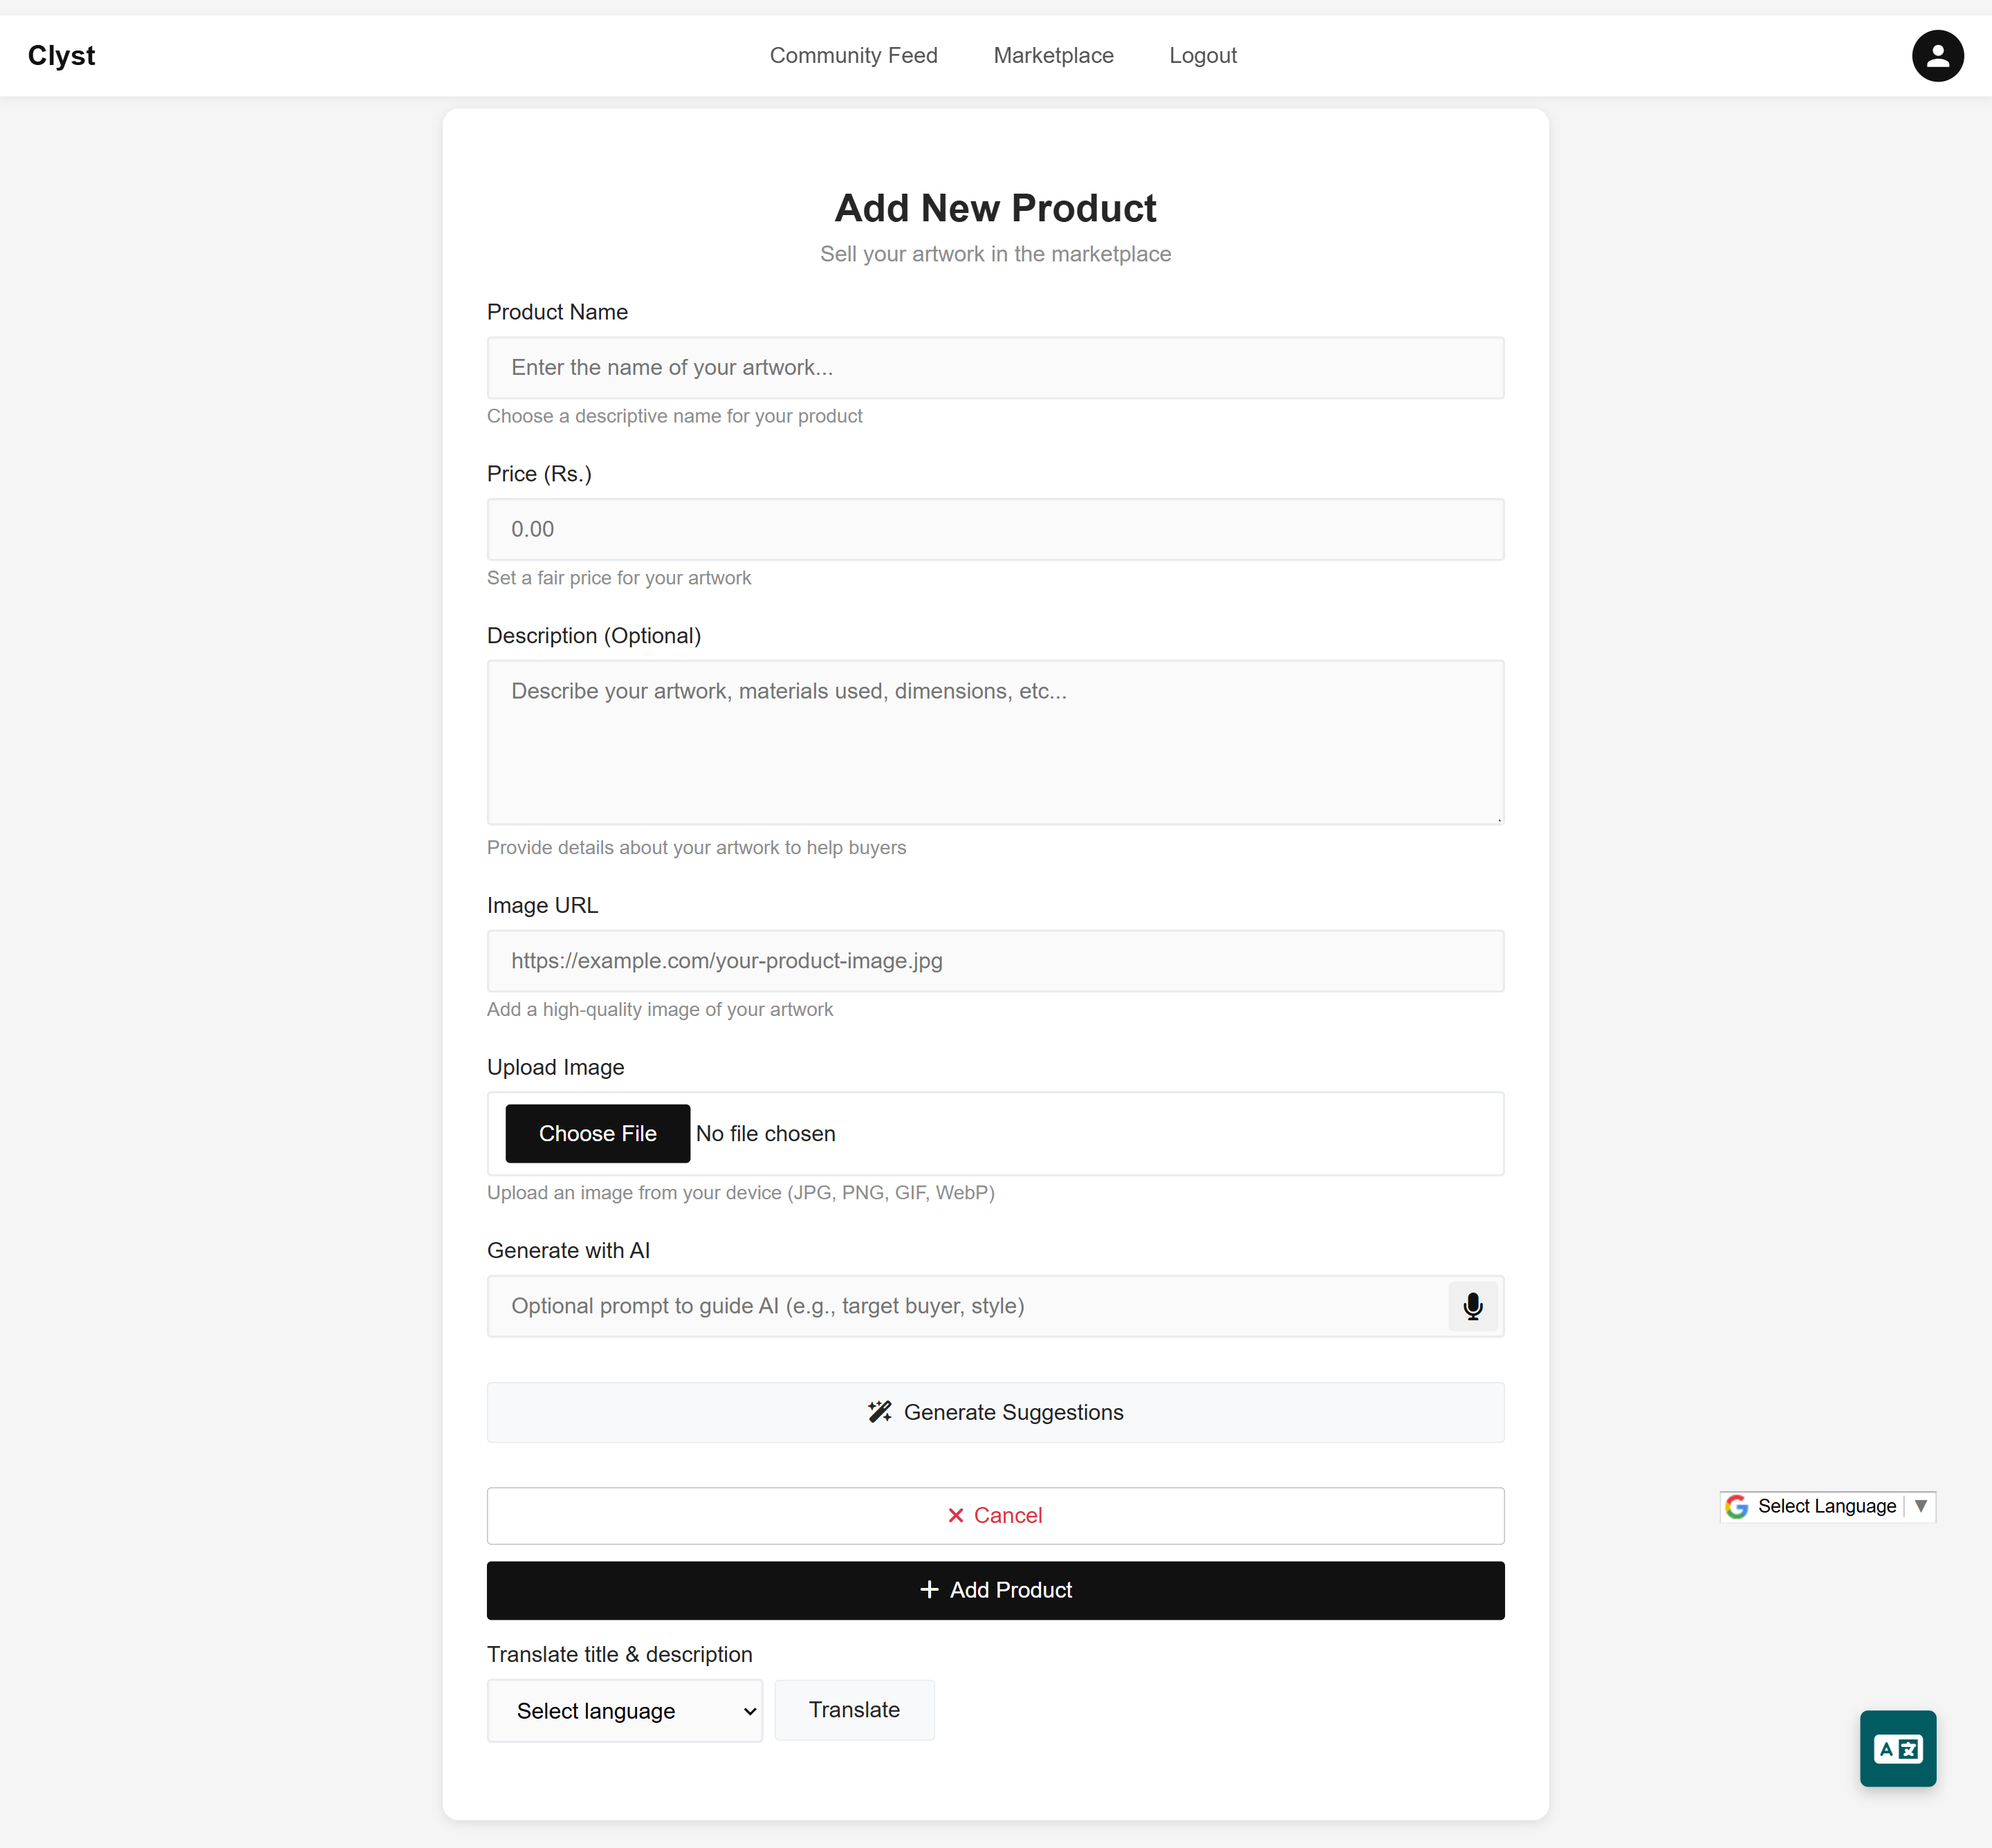 Clyst
Community Feed
Marketplace
Logout
Add New Product
Sell your artwork in the marketplace
Product Name
Enter the name of your artwork...
Choose a descriptive name for your product
Price (Rs.)
0.00
Set a fair price for your artwork
Description (Optional)
Describe your artwork, materials used, dimensions, etc...
Provide details about your artwork to help buyers
Image URL
https://example.com/your-product-image.jpg
Add a high-quality image of your artwork
Upload Image
Choose File No file chosen
Upload an image from your device (JPG, PNG, GIF, WebP)
Generate with AI
Optional prompt to guide AI (e.g., target buyer, style)
Generate Suggestions
Cancel
Select Language
Add Product
Translate title & description
Select language
Translate
A 文